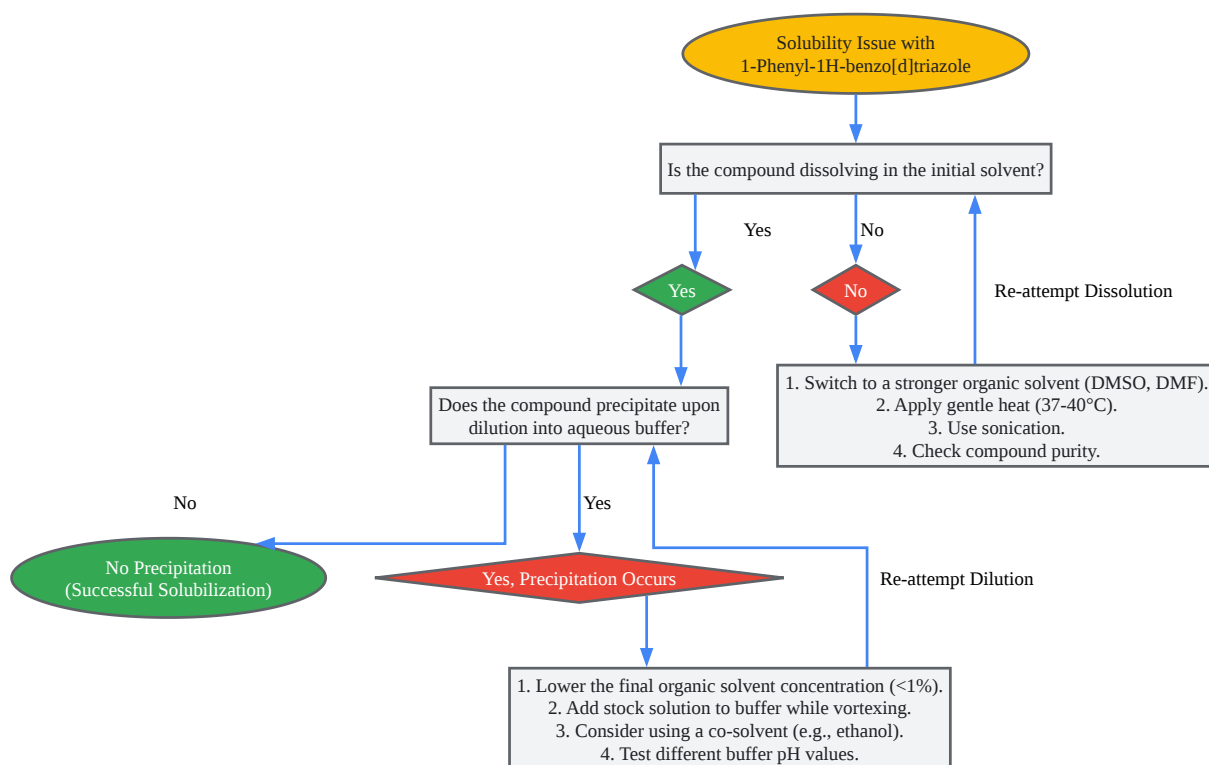 Solubility Issue with
1-Phenyl-1H-benzo[d]triazole
Is the compound dissolving in the initial solvent?
Yes
No
Yes
No
Re-attempt Dissolution
1. Switch to a stronger organic solvent (DMSO, DMF).
2. Apply gentle heat (37-40°C).
3. Use sonication.
4. Check compound purity.
Does the compound precipitate upon
dilution into aqueous buffer?
No
Yes
No Precipitation
(Successful Solubilization)
Yes, Precipitation Occurs
Re-attempt Dilution
1. Lower the final organic solvent concentration (<1%).
2. Add stock solution to buffer while vortexing.
3. Consider using a co-solvent (e.g., ethanol).
4. Test different buffer pH values.